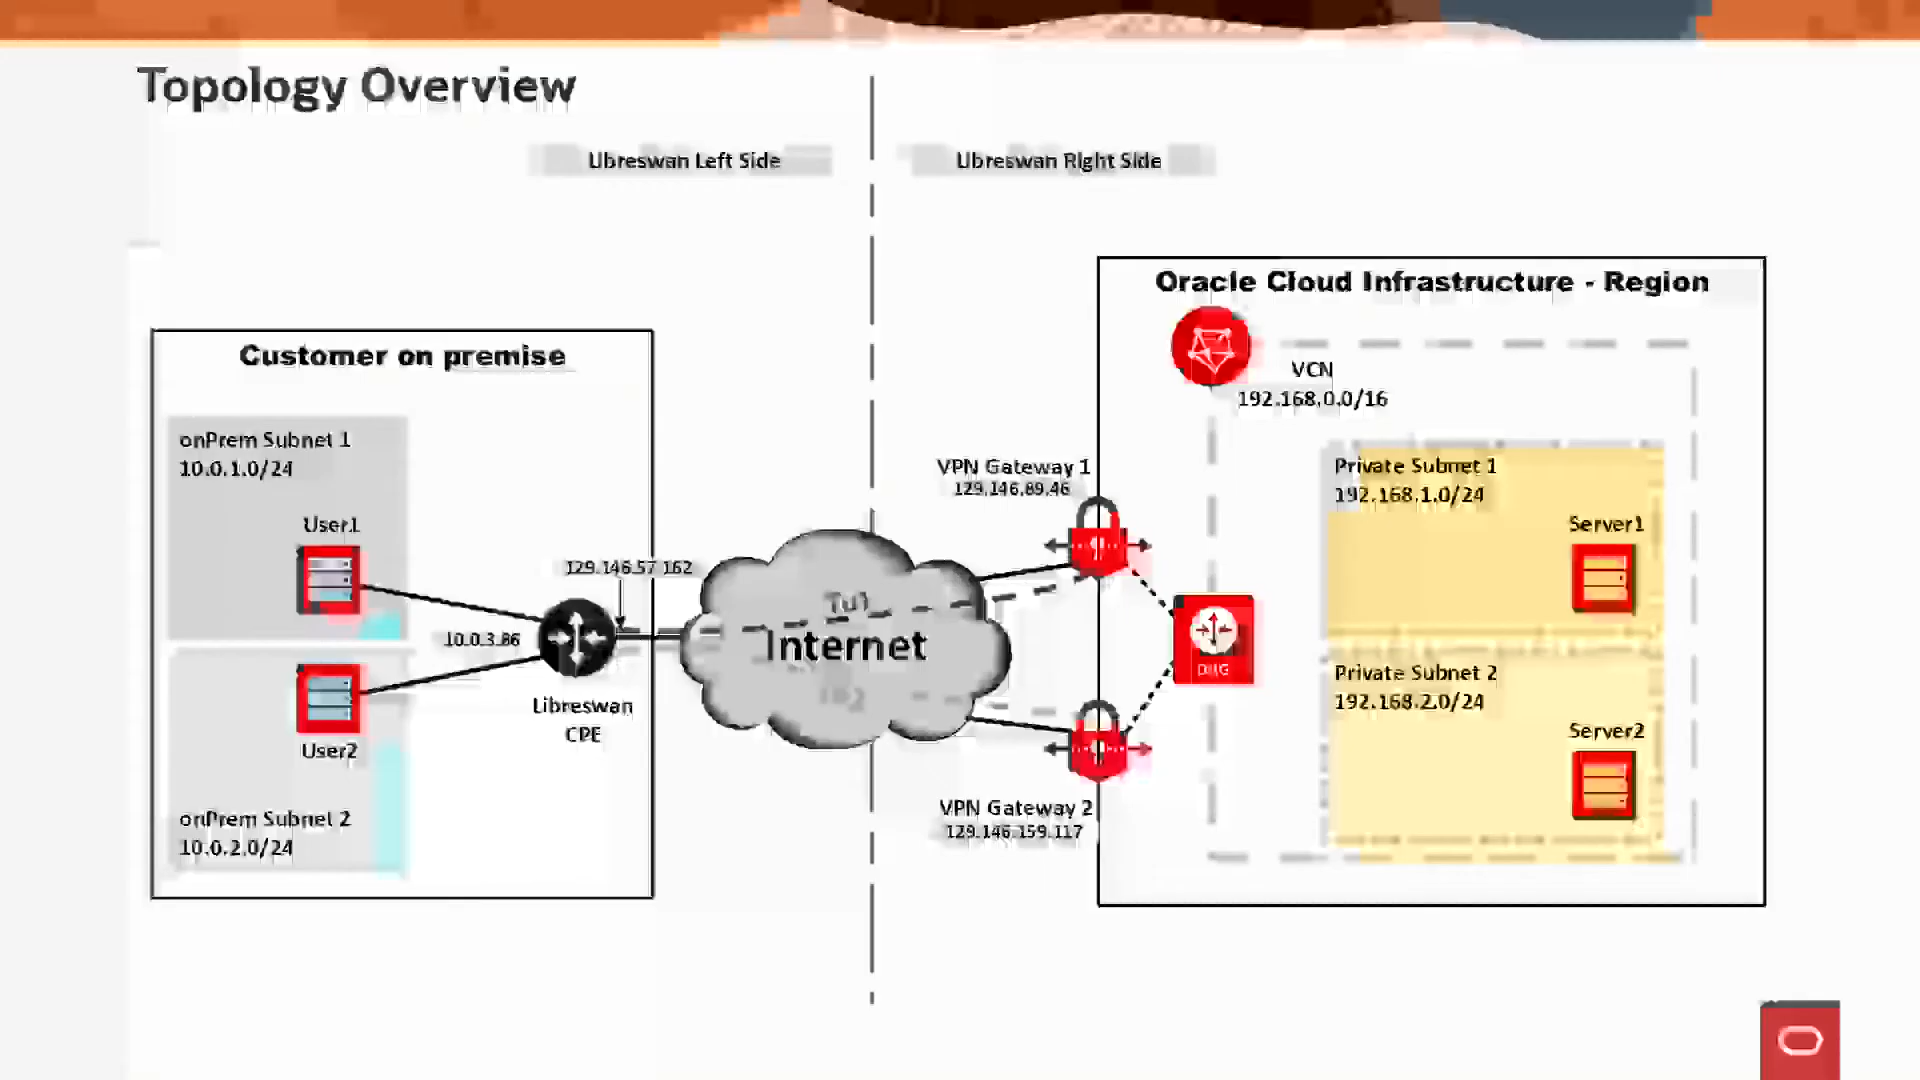 Topology Overview
Libreswan Left Side
Libreswan Right Side
Oracle Cloud Infrastructure - Region
Customer on premise
VCN
192.168.0.0/16
onPrem Subnet 1
10.0.1.0/24
User1
VPN Gateway 1
129.146.89.46
Private Subnet 1
192.168.1.0/24
Server1
129.146.57.162
10.0.3.86
Internet
DRG
Libreswan
CPE
User2
onPrem Subnet 2
10.0.2.0/24
VPN Gateway 2
129.146.159.117
Private Subnet 2
192.168.2.0/24
Server2